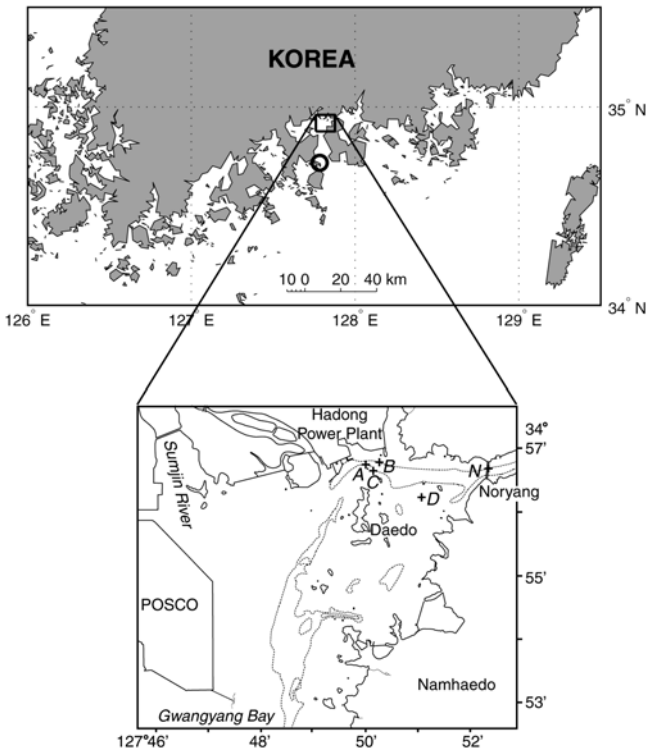 KOREA
35° N
10 0 20 40 km
34° N
126° E
127° E
128° E
129° E
Hadong
Power Plant
34°
57'
Sumjin River
A
B
C
N
Noryang
D
Daedo
55'
POSCO
Namhaedo
53'
Gwangyang Bay
127°46'
48'
50'
52'